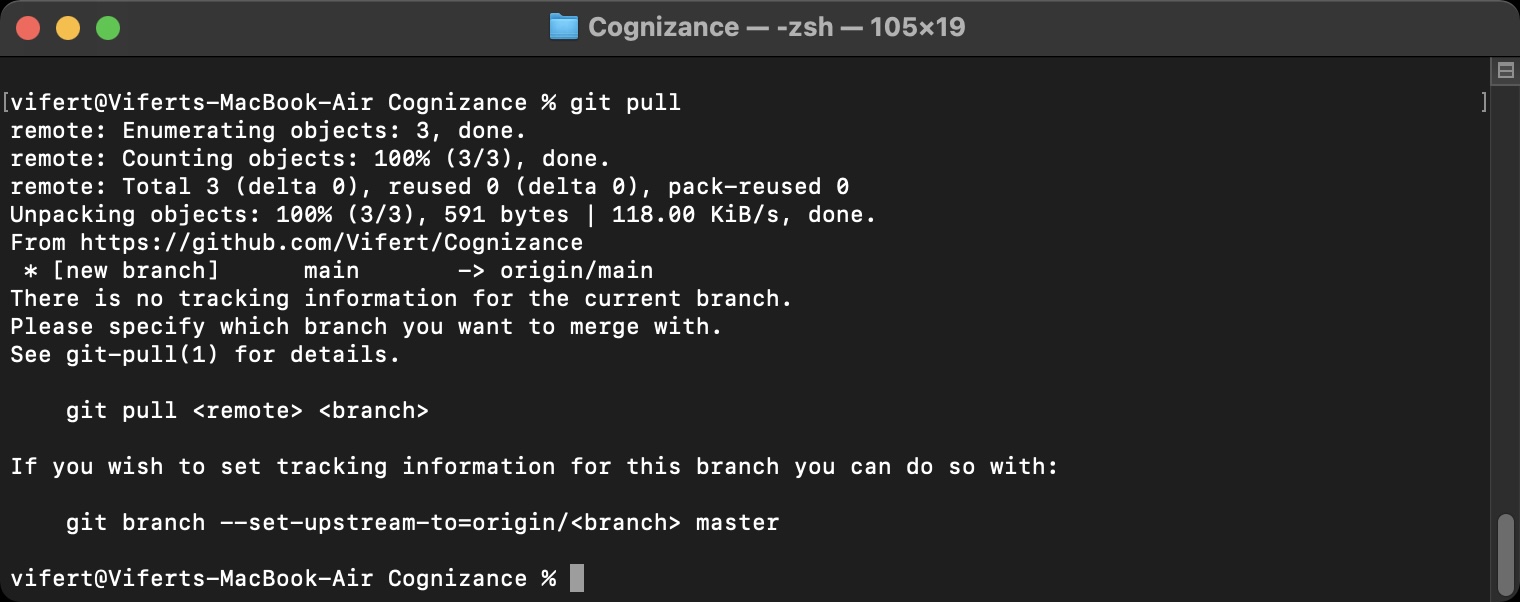 Cognizance — -zsh — 105×19
[vifert@Viferts-MacBook-Air Cognizance % git pull ]
remote: Enumerating objects: 3, done.
remote: Counting objects: 100% (3/3), done.
remote: Total 3 (delta 0), reused 0 (delta 0), pack-reused 0
Unpacking objects: 100% (3/3), 591 bytes | 118.00 KiB/s, done.
From https://github.com/Vifert/Cognizance
 * [new branch]      main       -> origin/main
There is no tracking information for the current branch.
Please specify which branch you want to merge with.
See git-pull(1) for details.

    git pull <remote> <branch>

If you wish to set tracking information for this branch you can do so with:

    git branch --set-upstream-to=origin/<branch> master

vifert@Viferts-MacBook-Air Cognizance %